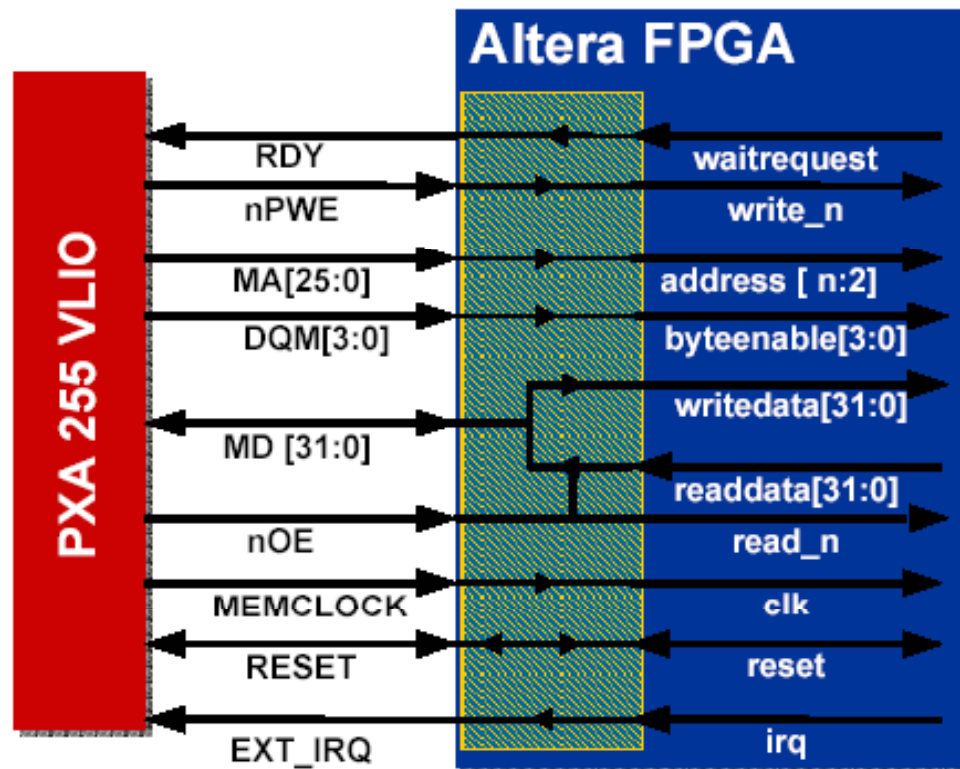 Altera FPGA
PXA 255 VLIO
RDY
waitrequest
nPWE
write_n
MA[25:0]
address [ n:2]
DQM[3:0]
byteenable[3:0]
writedata[31:0]
MD [31:0]
readdata[31:0]
nOE
read_n
MEMCLOCK
clk
RESET
reset
EXT_IRQ
irq